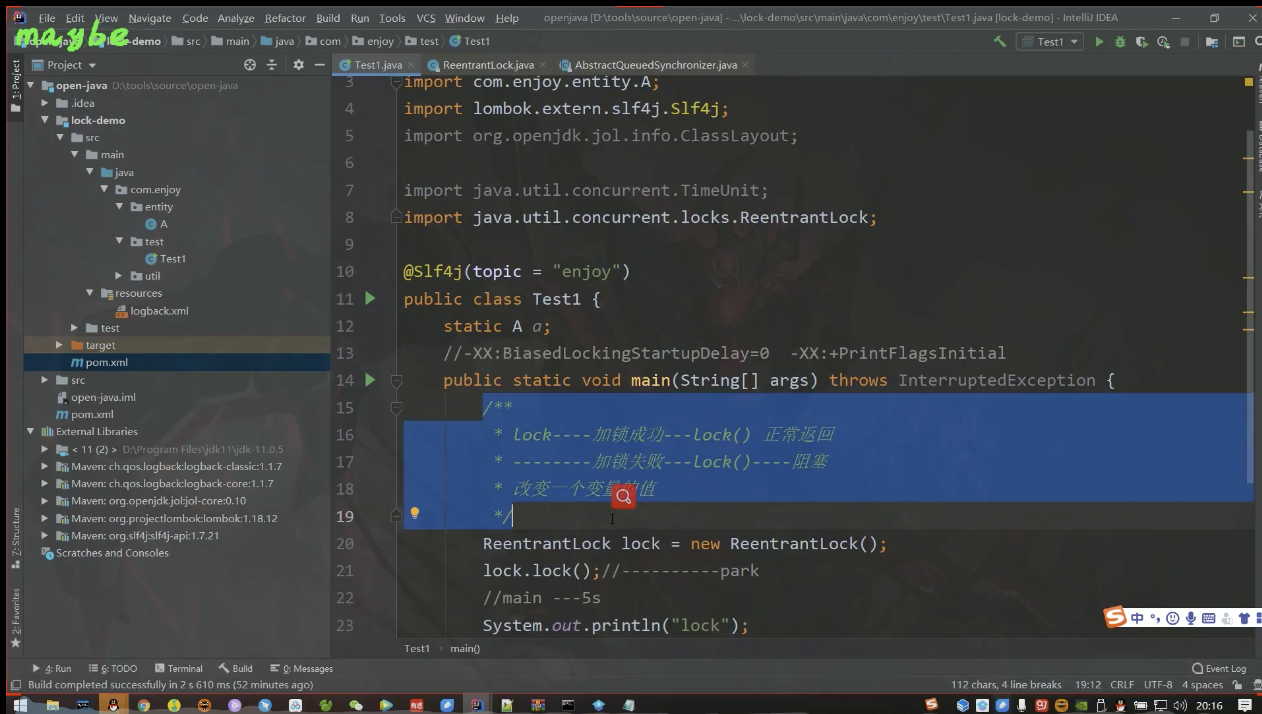 File Edit View Navigate Code Analyze Refactor Build Run Tools VCS Window Help openjava [D:\tools\source\open-java] - ...\lock-demo\src\main\java\com\enjoy\test\Test1.java [lock-demo] - IntelliJ IDEA
maybe
lock-demo src main java com enjoy test Test1 Test1
Project Test1.java ReentrantLock.java AbstractQueuedSynchronizer.java
1: Project
open-java D:\tools\source\open-java
.idea
lock-demo
src
main
java
com.enjoy
entity
A
test
Test1
util
resources
logback.xml
test
target
pom.xml
src
open-java.iml
pom.xml
External Libraries
< 11 (2) > D:\Program Files\jdk11\jdk-11.0.5
Maven: ch.qos.logback:logback-classic:1.1.7
Maven: ch.qos.logback:logback-core:1.1.7
Maven: org.openjdk.jol:jol-core:0.10
Maven: org.projectlombok:lombok:1.18.12
Maven: org.slf4j:slf4j-api:1.7.21
Scratches and Consoles
7: Structure
2: Favorites
3 import com.enjoy.entity.A;
4 import lombok.extern.slf4j.Slf4j;
5 import org.openjdk.jol.info.ClassLayout;
6
7 import java.util.concurrent.TimeUnit;
8 import java.util.concurrent.locks.ReentrantLock;
9
10 @Slf4j(topic = "enjoy")
11 public class Test1 {
12 static A a;
13 //-XX:BiasedLockingStartupDelay=0 -XX:+PrintFlagsInitial
14 public static void main(String[] args) throws InterruptedException {
15 /**
16 * Lock----加锁成功---Lock() 正常返回
17 * --------加锁失败---Lock()----阻塞
18 * 改变一个变量的值
19 */
20 ReentrantLock lock = new ReentrantLock();
21 lock.lock();//----------park
22 //main ---5s
23 System.out.println("lock");
中
Test1 › main()
4: Run 6: TODO Terminal Build 0: Messages Event Log
Build completed successfully in 2 s 610 ms (52 minutes ago) 112 chars, 4 line breaks 19:12 CRLF UTF-8 4 spaces
20:16